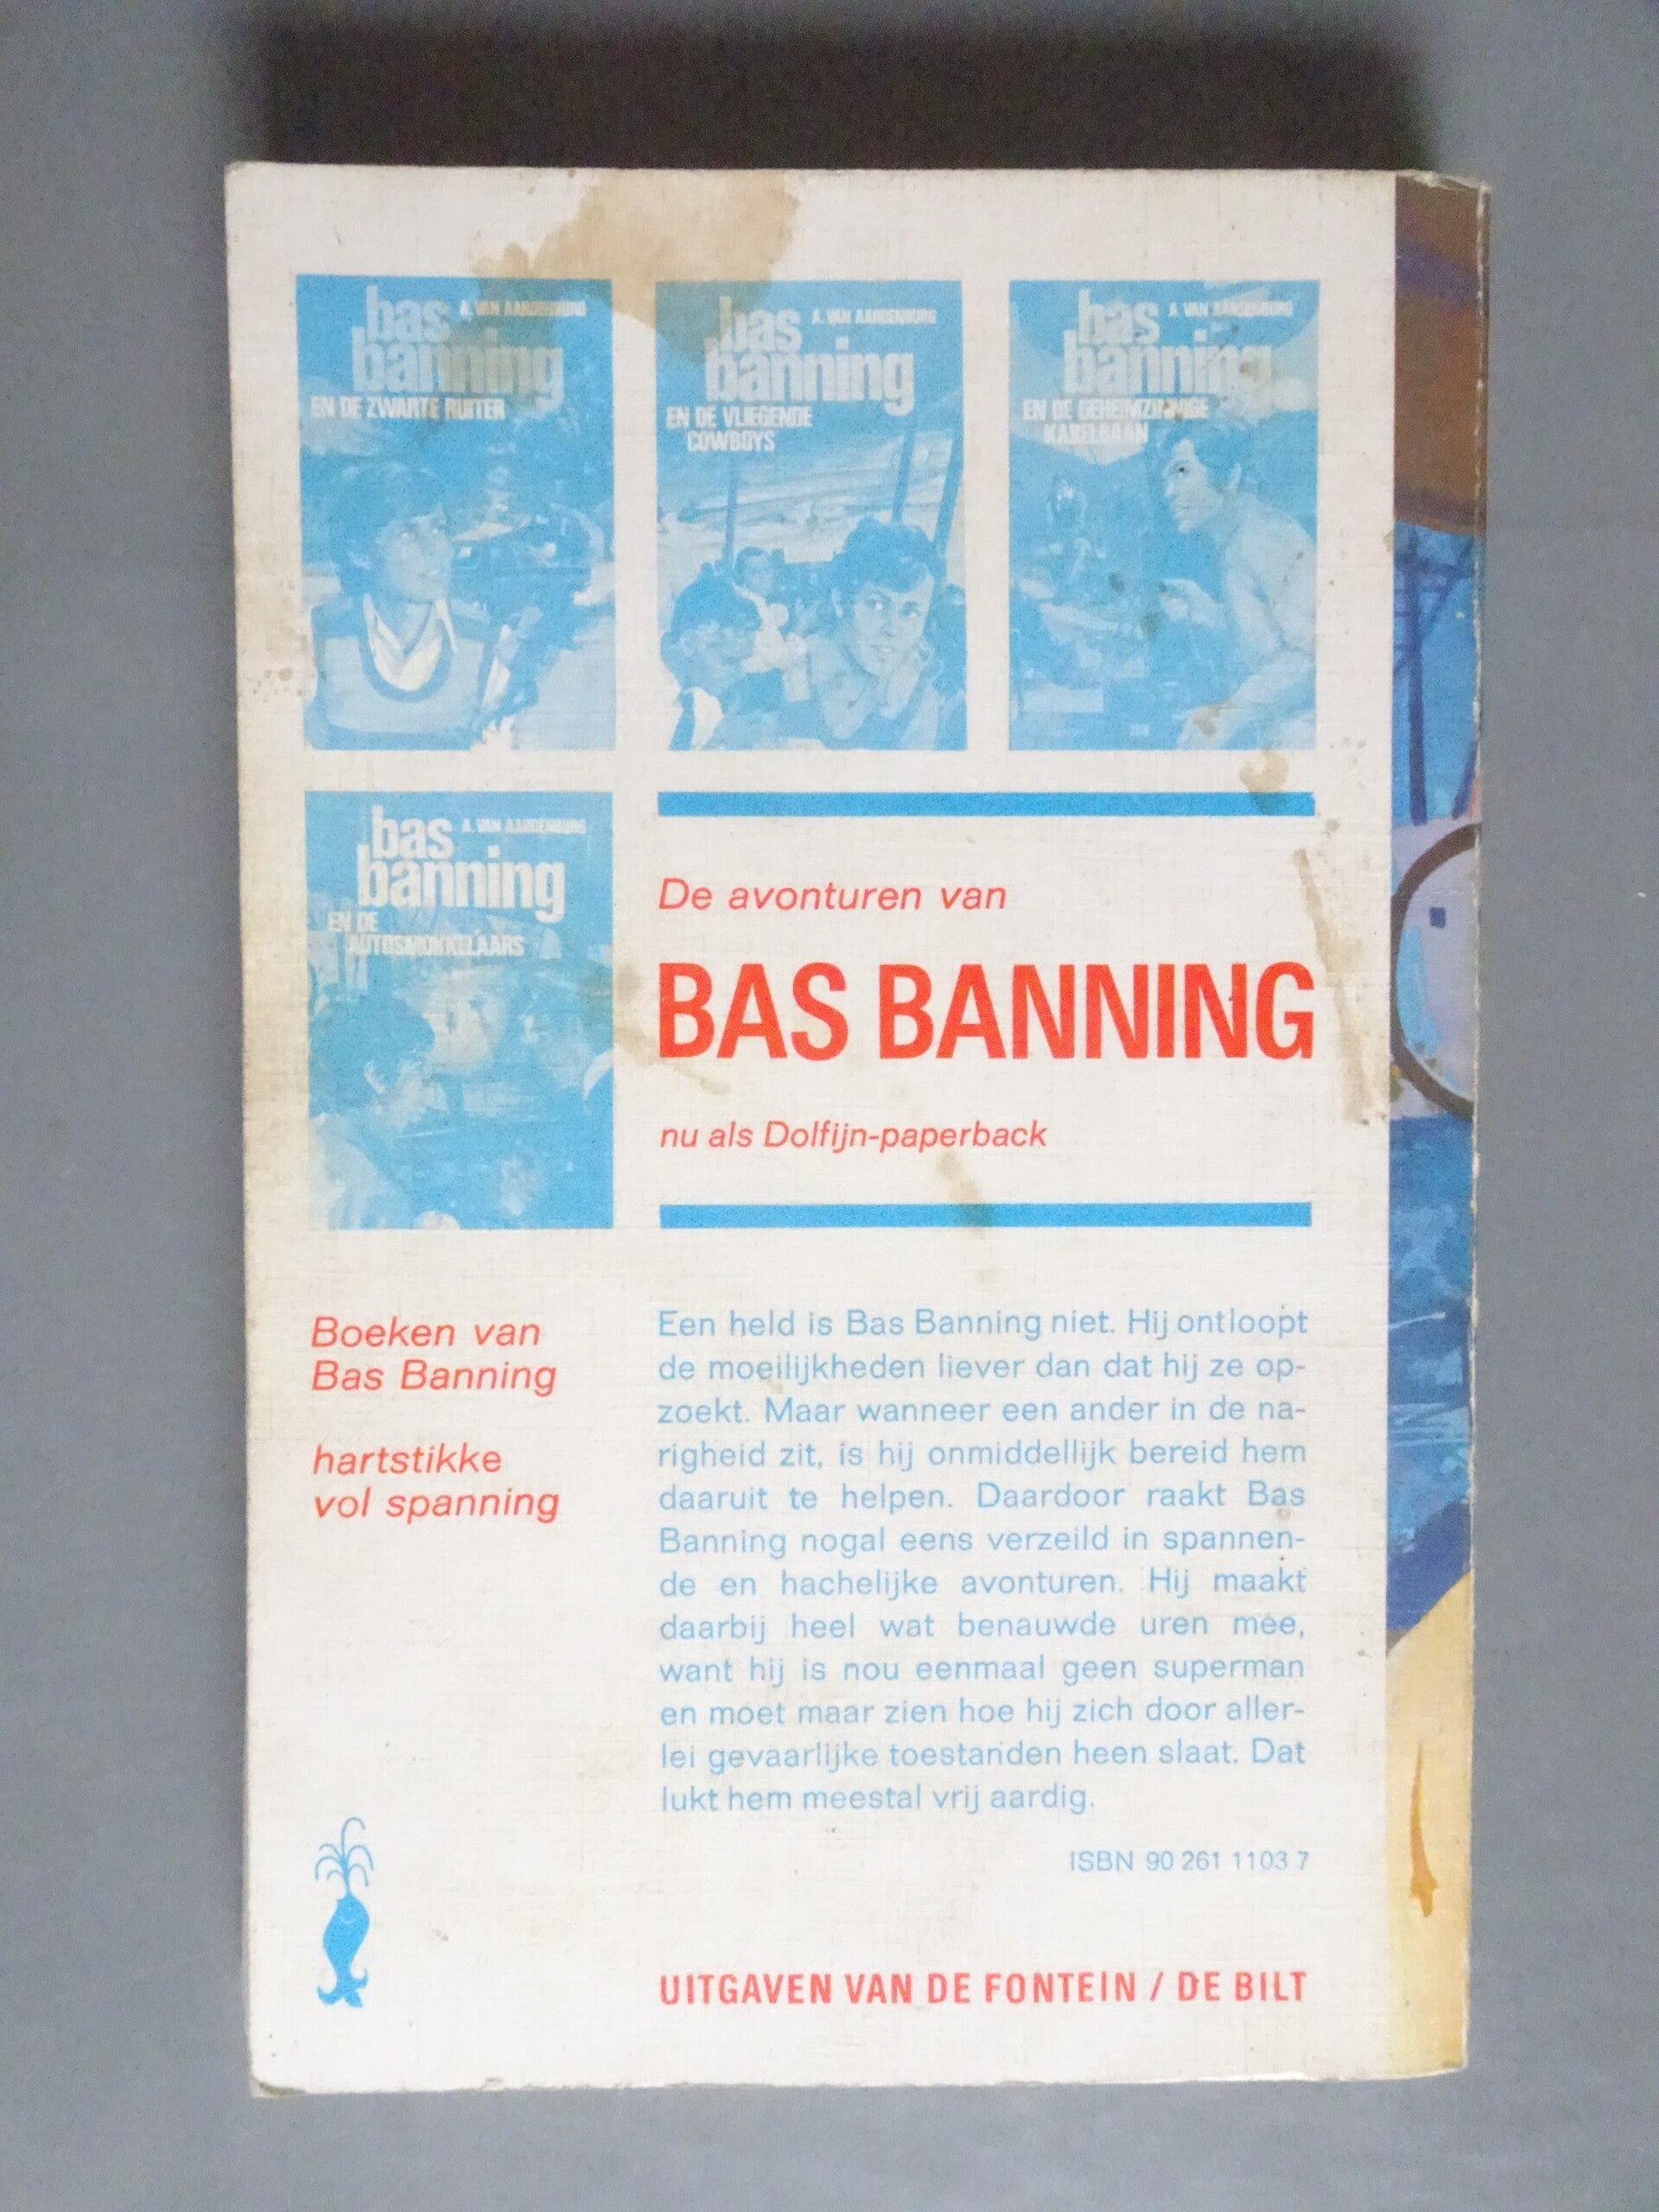 bas A. VAN AARDENBURG
banning
EN DE ZWARTE RUITER
bas A. VAN AARDENBURG
banning
EN DE VLIEGENDE
COWBOYS
bas A. VAN AARDENBURG
banning
EN DE GEHEIMZINNIGE
KABELBAAN
bas A. VAN AARDENBURG
banning
EN DE
AUTOSMOKKELAARS
De avonturen van
BAS BANNING
nu als Dolfijn-paperback
Boeken van
Bas Banning
hartstikke
vol spanning
Een held is Bas Banning niet. Hij ontloopt
de moeilijkheden liever dan dat hij ze op-
zoekt. Maar wanneer een ander in de na-
righeid zit, is hij onmiddellijk bereid hem
daaruit te helpen. Daardoor raakt Bas
Banning nogal eens verzeild in spannen-
de en hachelijke avonturen. Hij maakt
daarbij heel wat benauwde uren mee,
want hij is nou eenmaal geen superman
en moet maar zien hoe hij zich door aller-
lei gevaarlijke toestanden heen slaat. Dat
lukt hem meestal vrij aardig.
ISBN 90 261 1103 7
UITGAVEN VAN DE FONTEIN / DE BILT